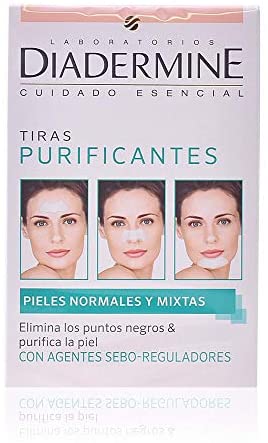 LABORATORIOS
DIADERMINE
CUIDADO ESENCIAL
TIRAS
PURIFICANTES
PIELES NORMALES Y MIXTAS
Elimina los puntos negros &
purifica la piel
CON AGENTES SEBO-REGULADORES